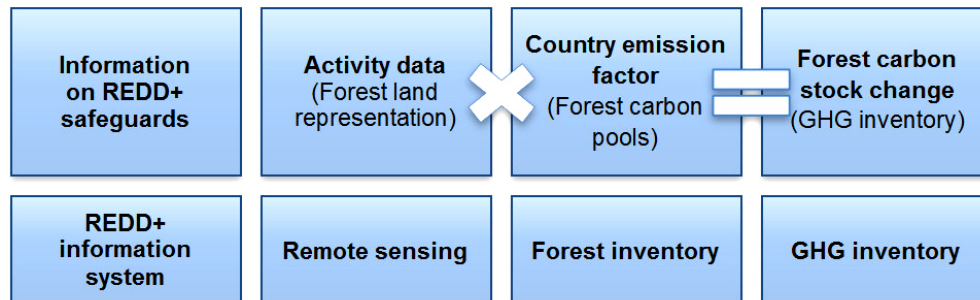 Information
on REDD+
safeguards
Activity data
(Forest land
representation)
Country emission
factor
(Forest carbon
pools)
Forest carbon
stock change
(GHG inventory)
REDD+
information
system
Remote sensing
Forest inventory
GHG inventory